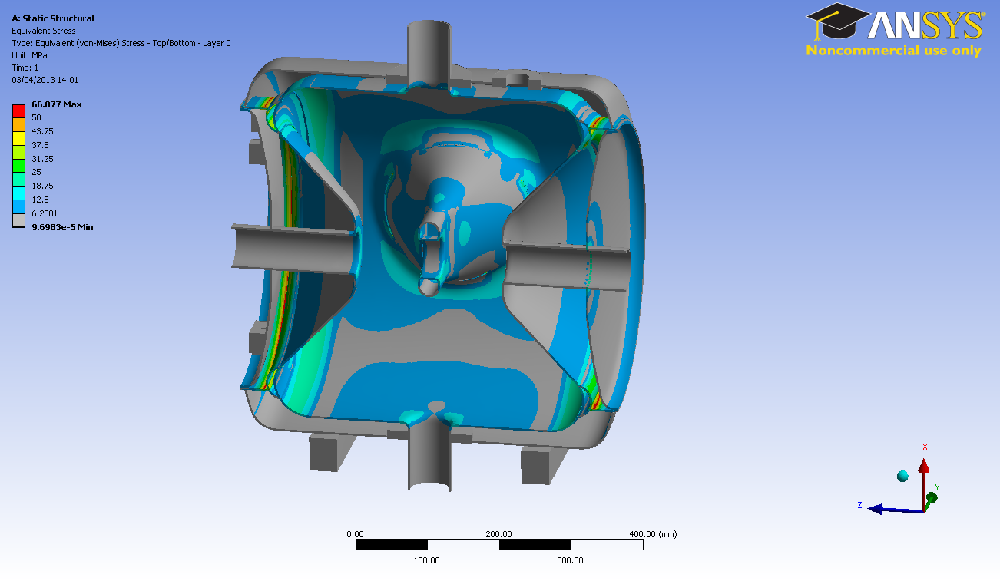 A: Static Structural
Equivalent Stress
Type: Equivalent (von-Mises) Stress - Top/Bottom - Layer 0
Unit: MPa
Time: 1
03/04/2013 14:01
66.877 Max
50
43.75
37.5
31.25
25
18.75
12.5
6.2501
9.6983e-5 Min
ANSYS®
Noncommercial use only
X
Y
Z
0.00 200.00 400.00 (mm)
100.00 300.00